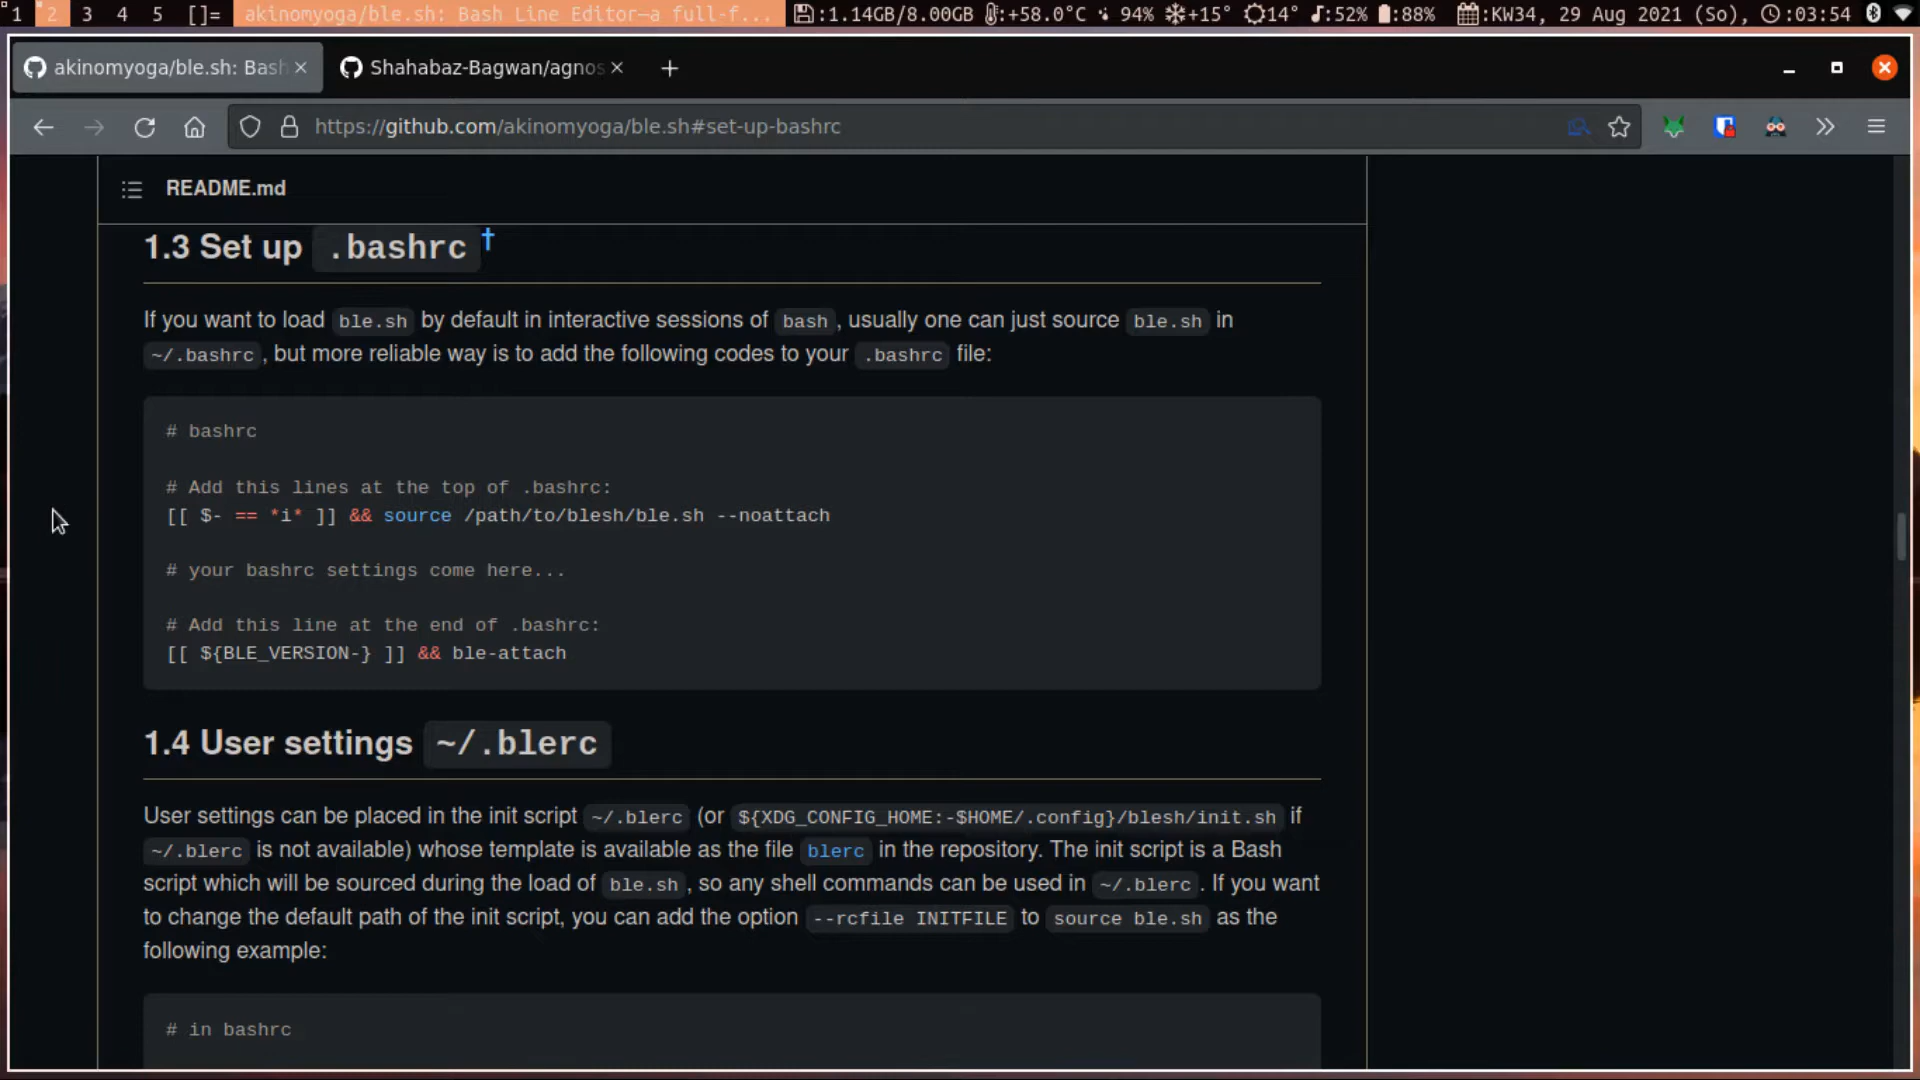 1 2 3 4 5 []= akinomyoga/ble.sh: Bash Line Editor—a full-f... :1.14GB/8.00GB :+58.0°C 94% +15° 14° :52% :88% :KW34, 29 Aug 2021 (So), :03:54
akinomyoga/ble.sh: Bash Shahabaz-Bagwan/agnos
https://github.com/akinomyoga/ble.sh#set-up-bashrc
README.md
1.3 Set up .bashrc †
If you want to load ble.sh by default in interactive sessions of bash , usually one can just source ble.sh in
~/.bashrc , but more reliable way is to add the following codes to your .bashrc file:
# bashrc
# Add this lines at the top of .bashrc:
[[ $- == *i* ]] && source /path/to/blesh/ble.sh --noattach
# your bashrc settings come here...
# Add this line at the end of .bashrc:
[[ ${BLE_VERSION-} ]] && ble-attach
1.4 User settings ~/.blerc
User settings can be placed in the init script ~/.blerc (or ${XDG_CONFIG_HOME:-$HOME/.config}/blesh/init.sh if
~/.blerc is not available) whose template is available as the file blerc in the repository. The init script is a Bash
script which will be sourced during the load of ble.sh , so any shell commands can be used in ~/.blerc . If you want
to change the default path of the init script, you can add the option --rcfile INITFILE to source ble.sh as the
following example:
# in bashrc